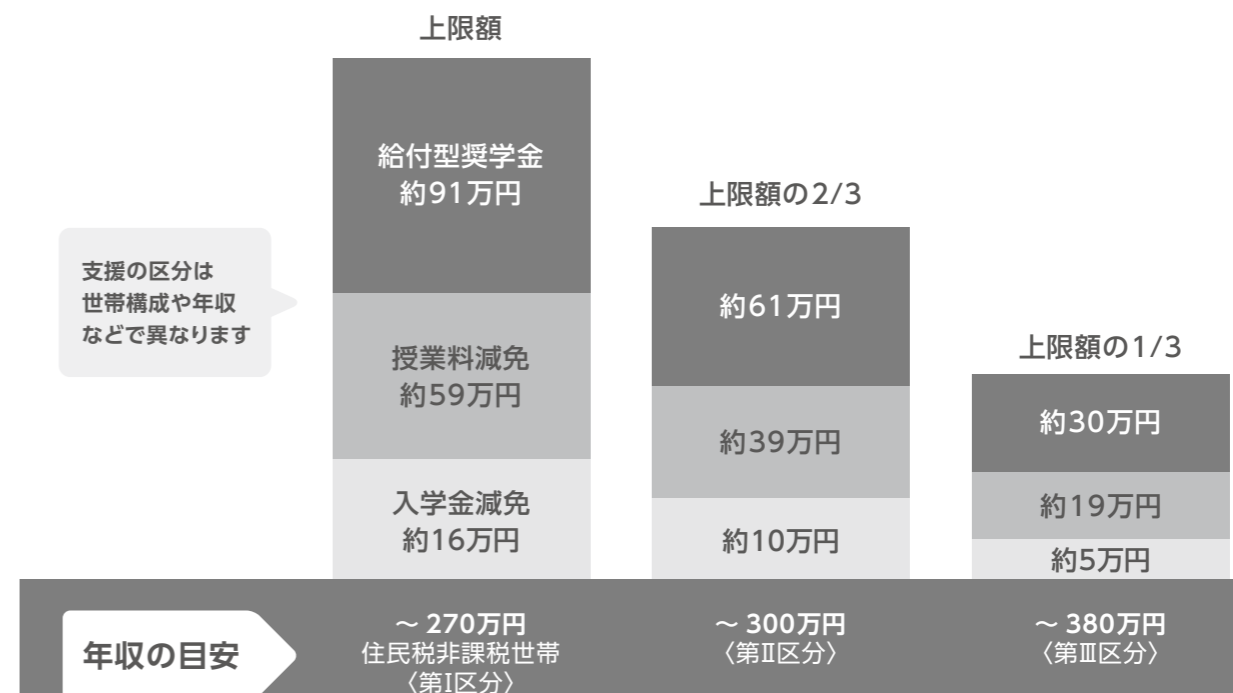 上限額
給付型奨学金
約91万円
授業料減免
約59万円
入学金減免
約16万円
上限額の2/3
約61万円
約39万円
約10万円
上限額の1/3
約30万円
約19万円
約5万円
支援の区分は
世帯構成や年収
などで異なります
年収の目安
～270万円
住民税非課税世帯
〈第Ⅰ区分〉
～300万円
〈第Ⅱ区分〉
～380万円
〈第Ⅲ区分〉